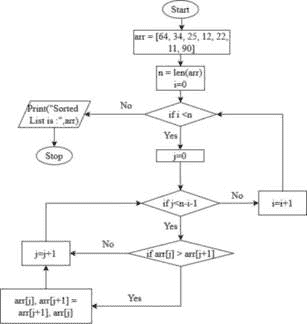 Start
arr = [64, 34, 25, 12, 22,
11, 90]
n = len(arr)
i=0
if i <n
No
Print("Sorted
List is :",arr)
Stop
Yes
j=0
if j<n-i-1
No
i=i+1
Yes
if arr[j] > arr[j+1]
No
j=j+1
Yes
arr[j], arr[j+1] =
arr[j+1], arr[j]